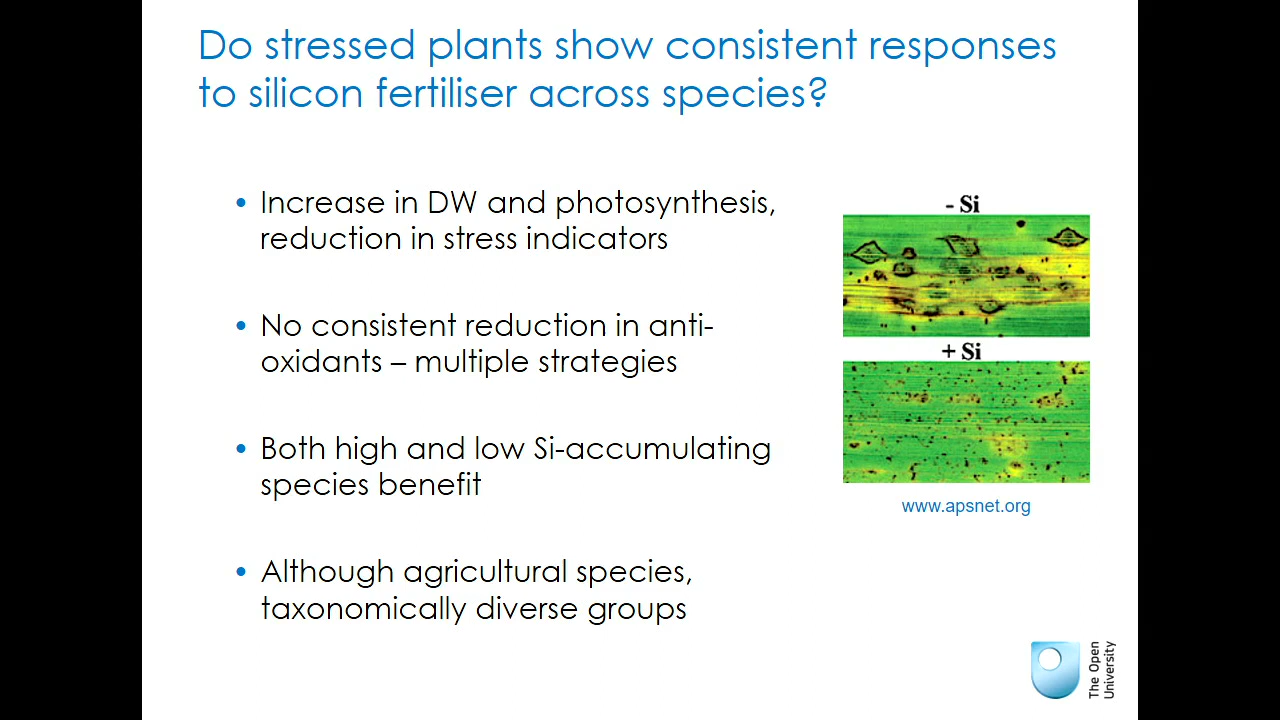 Do stressed plants show consistent responses
to silicon fertiliser across species?
• Increase in DW and photosynthesis,
reduction in stress indicators
• No consistent reduction in anti-
oxidants – multiple strategies
• Both high and low Si-accumulating
species benefit
• Although agricultural species,
taxonomically diverse groups
- Si
+ Si
www.apsnet.org
The Open
University